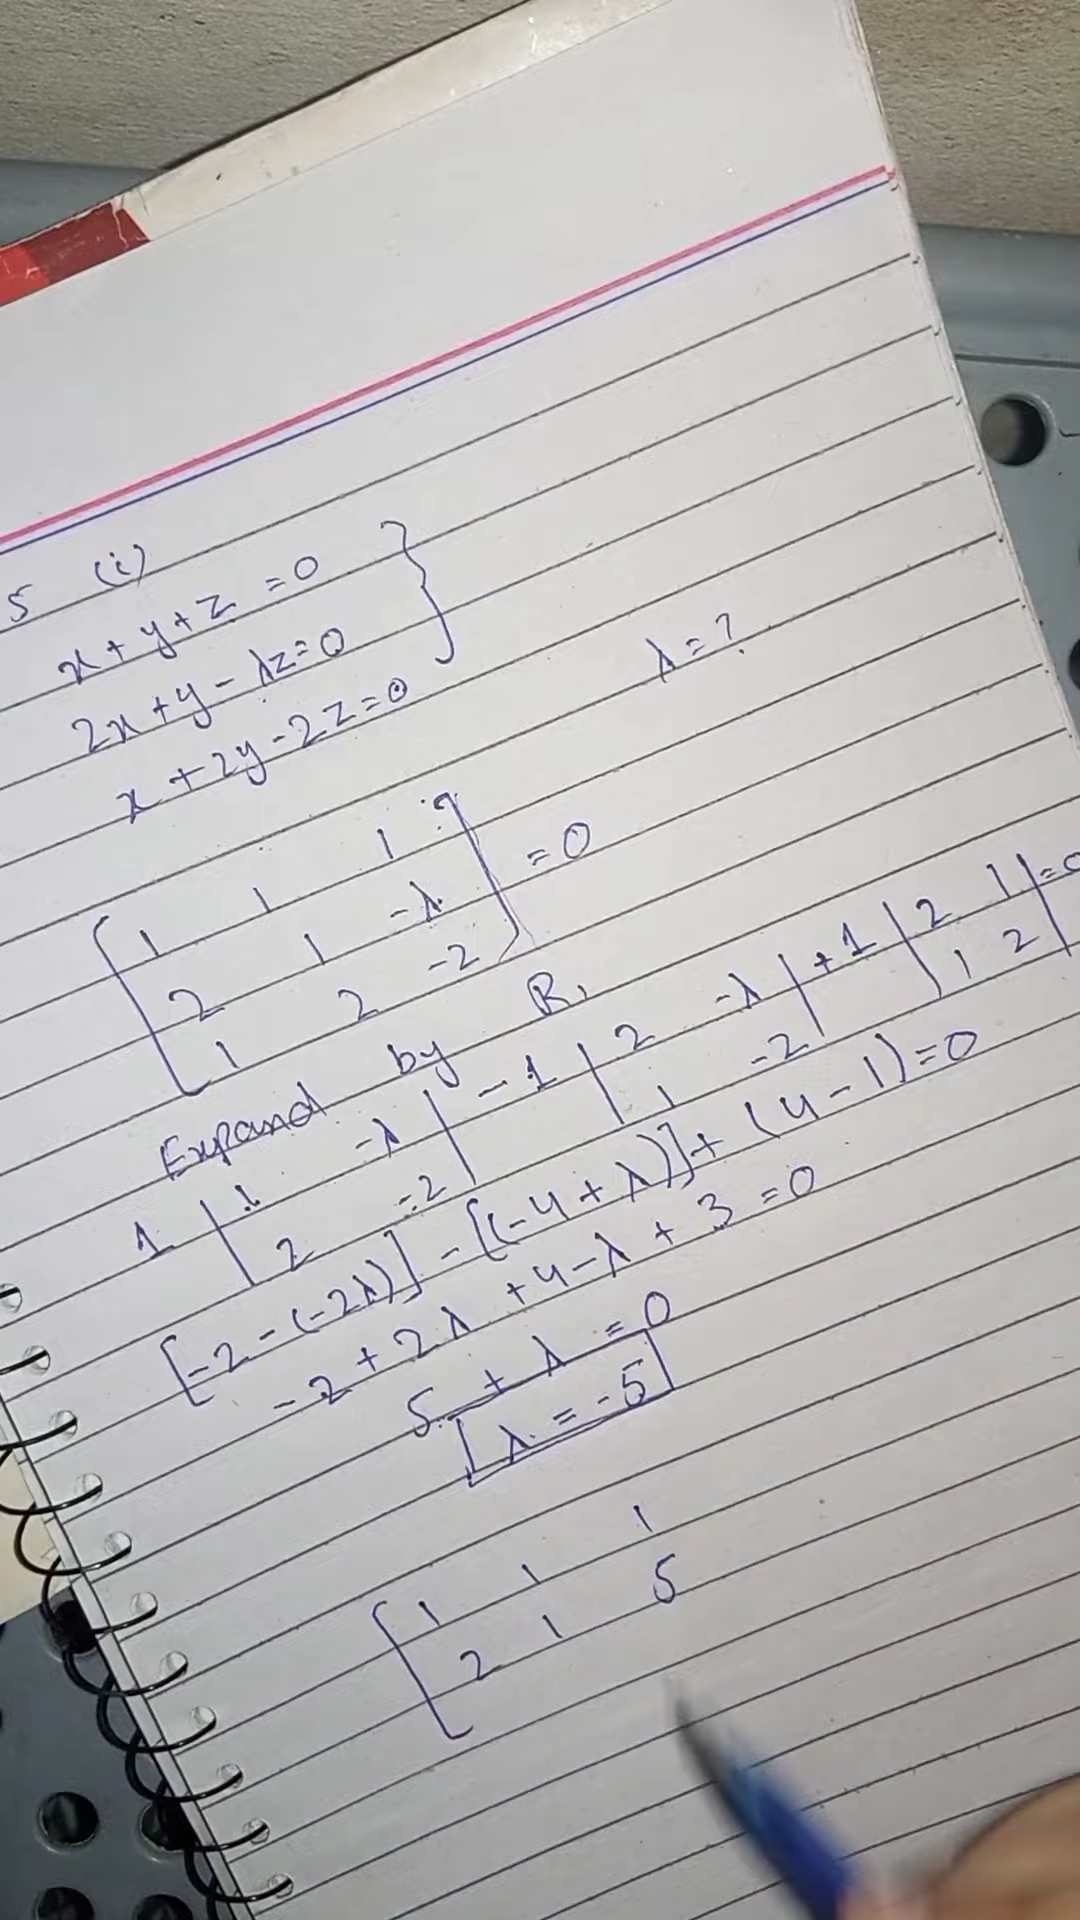 5 (i)
x + y + z = 0
2x + y - λz = 0
x + 2y - 2z = 0
λ = ?
1 1 1
2 1 -λ = 0
1 2 -2
Expand by R₁
1 | 1 -λ | -1 | 2 -λ | +1 | 2 1 | = 0
2 -2 1 -2 1 2
[-2 - (-2λ)] - [(-4 + λ)] + (4 - 1) = 0
-2 + 2λ + 4 - λ + 3 = 0
5 + λ = 0
λ = -5
1 1 1
2 1 5